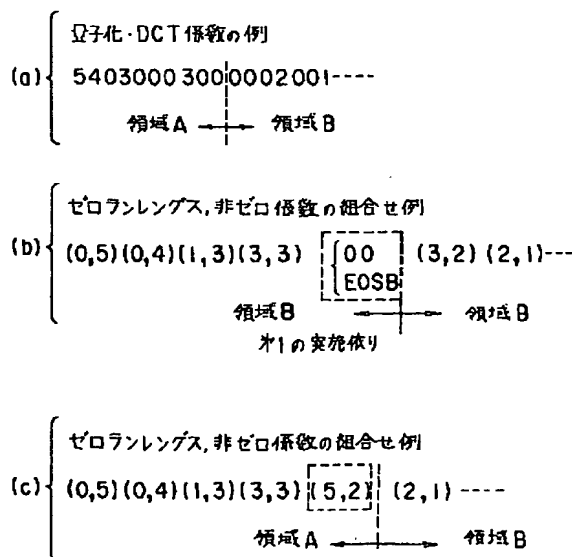 量子化・DCT係数の例
(a) 5403000300 0002001----
領域A 領域B
ゼロランレングス,非ゼロ係数の組合せ例
(b) (0,5)(0,4)(1,3)(3,3) 00 (3,2)(2,1)---
EOSB
領域B 領域B
才1の実施依り
ゼロランレングス,非ゼロ係数の組合せ例
(c) (0,5)(0,4)(1,3)(3,3)(5,2) (2,1)----
領域A 領域B